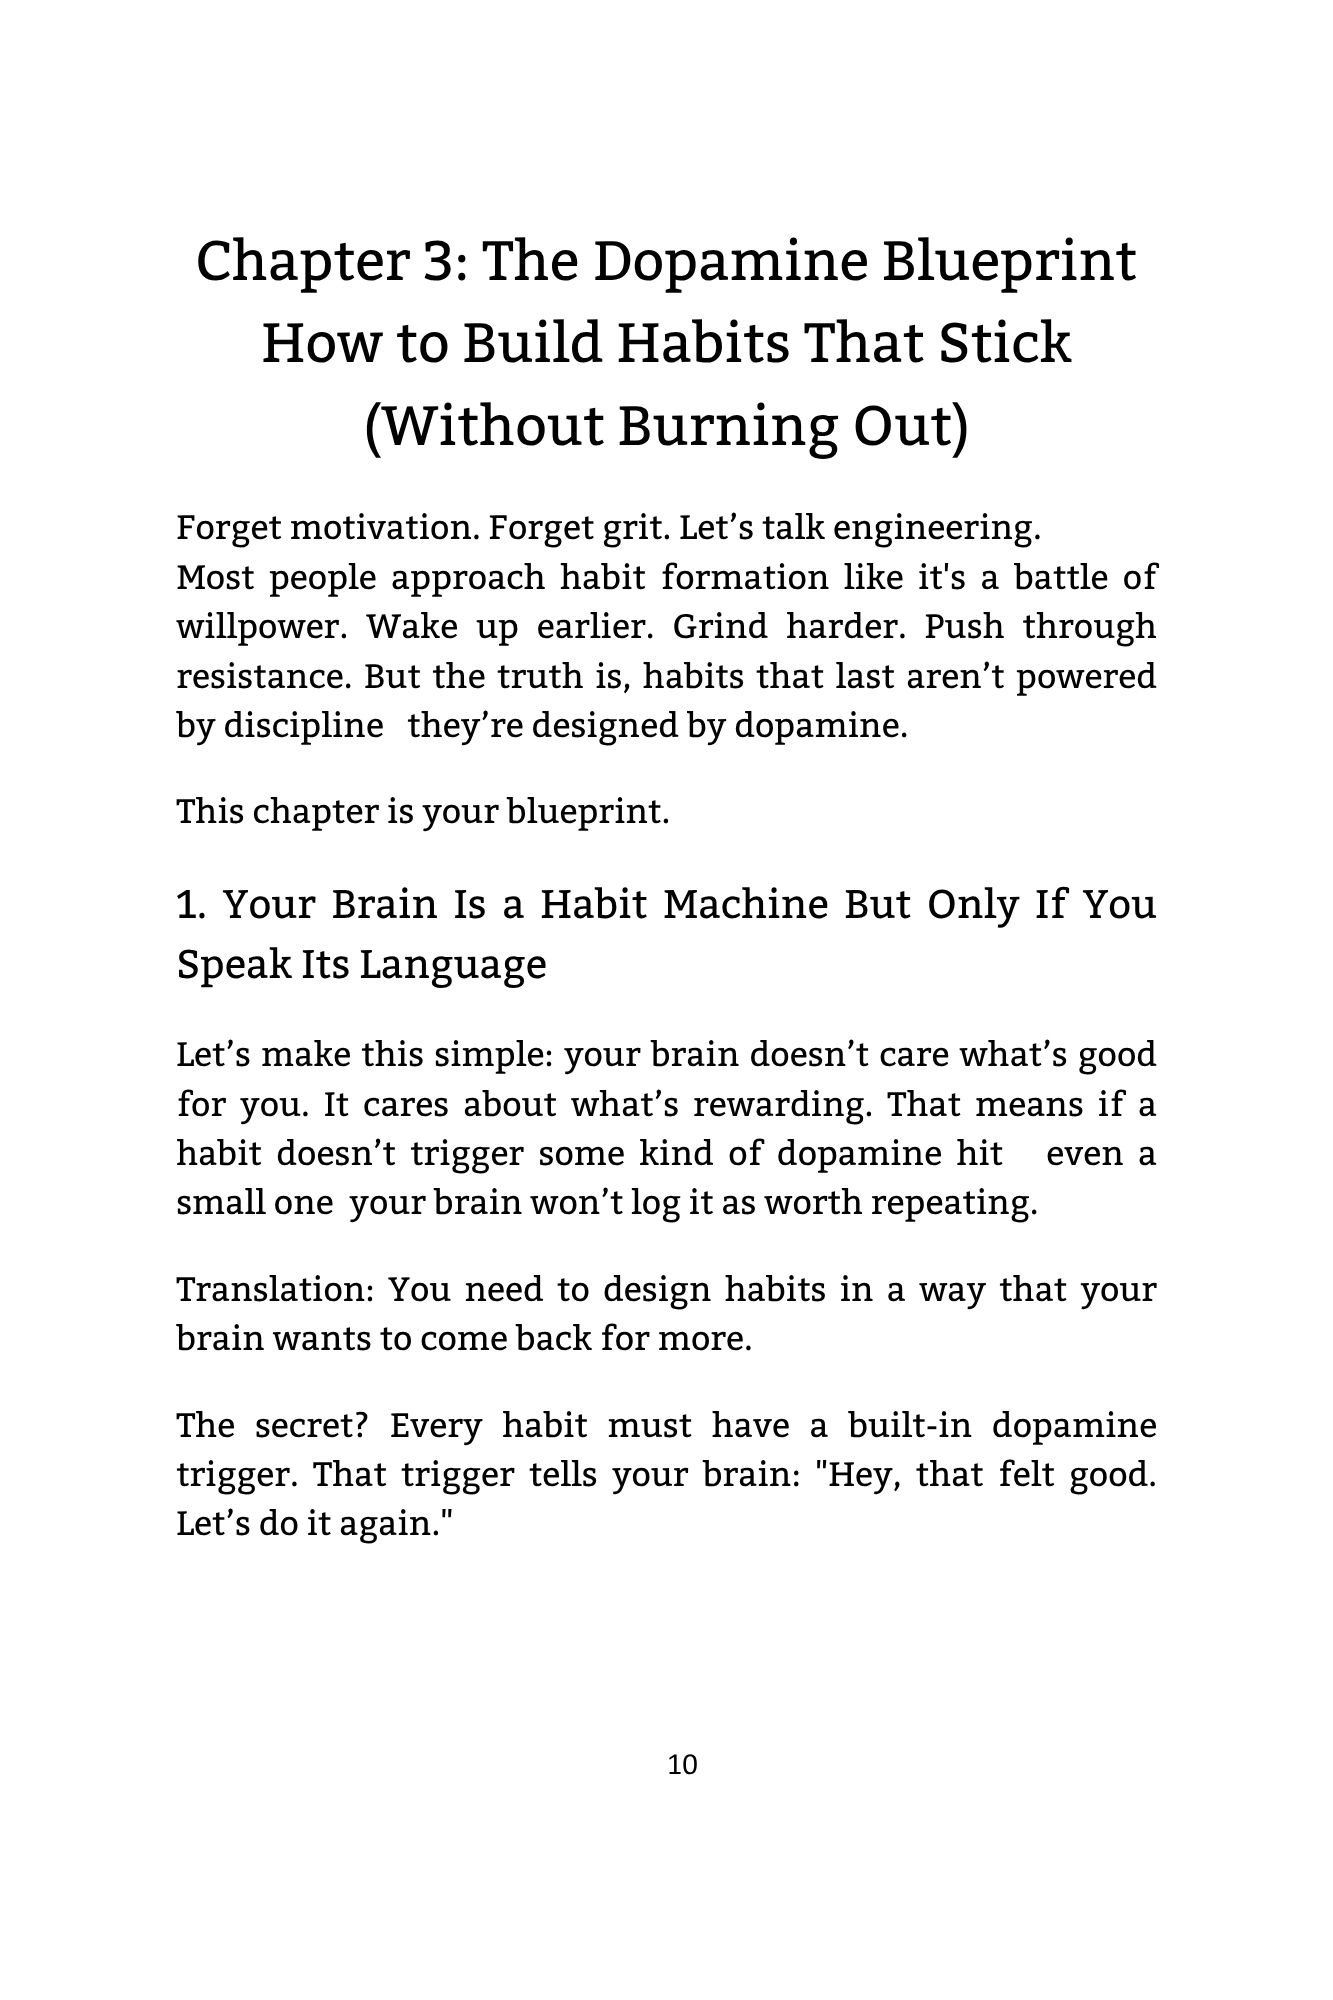 Chapter 3: The Dopamine Blueprint
How to Build Habits That Stick
(Without Burning Out)
Forget motivation. Forget grit. Let’s talk engineering.
Most people approach habit formation like it's a battle of
willpower. Wake up earlier. Grind harder. Push through
resistance. But the truth is, habits that last aren’t powered
by discipline   they’re designed by dopamine.
This chapter is your blueprint.
1. Your Brain Is a Habit Machine But Only If You
Speak Its Language
Let’s make this simple: your brain doesn’t care what’s good
for you. It cares about what’s rewarding. That means if a
habit doesn’t trigger some kind of dopamine hit   even a
small one  your brain won’t log it as worth repeating.
Translation: You need to design habits in a way that your
brain wants to come back for more.
The secret? Every habit must have a built-in dopamine
trigger. That trigger tells your brain: "Hey, that felt good.
Let’s do it again."
10